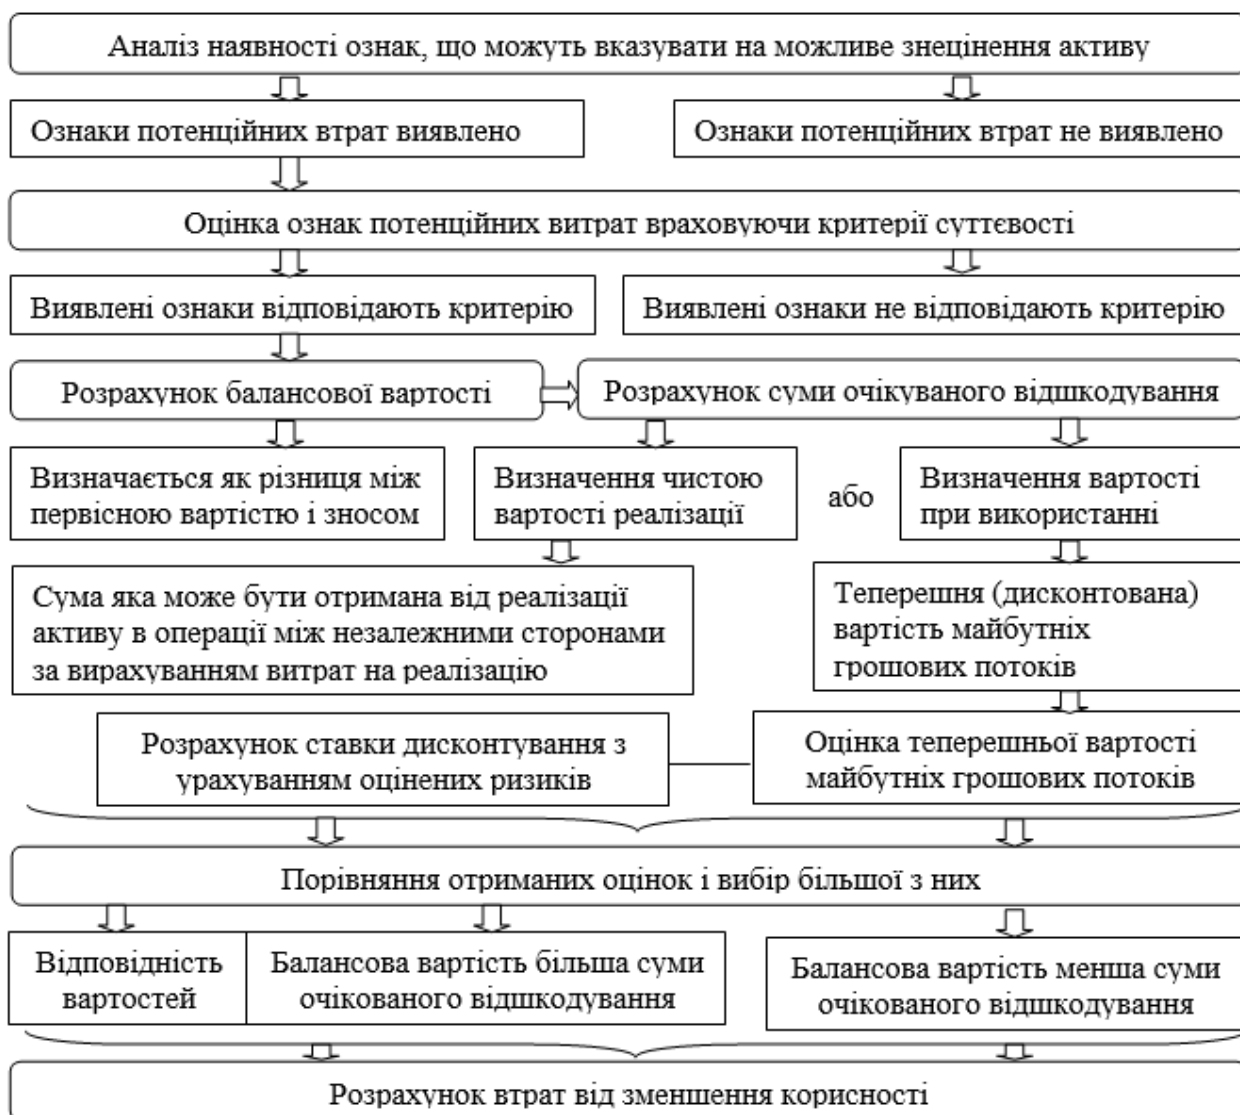 Аналіз наявності ознак, що можуть вказувати на можливе знецінення активу
Ознаки потенційних втрат виявлено
Ознаки потенційних втрат не виявлено
Оцінка ознак потенційних витрат враховуючи критерії суттєвості
Виявлені ознаки відповідають критерію
Виявлені ознаки не відповідають критерію
Розрахунок балансової вартості
Розрахунок суми очікуваного відшкодування
Визначається як різниця між
первісною вартістю і зносом
Визначення чистою
вартості реалізації
або
Визначення вартості
при використанні
Сума яка може бути отримана від реалізації
активу в операції між незалежними сторонами
за вирахуванням витрат на реалізацію
Теперешня (дисконтована)
вартість майбутніх
грошових потоків
Розрахунок ставки дисконтування з
урахуванням оцінених ризиків
Оцінка теперешньої вартості
майбутніх грошових потоків
Порівняння отриманих оцінок і вибір більшої з них
Відповідність
вартостей
Балансова вартість більша суми
очікованого відшкодування
Балансова вартість менша суми
очікованого відшкодування
Розрахунок втрат від зменшення корисності